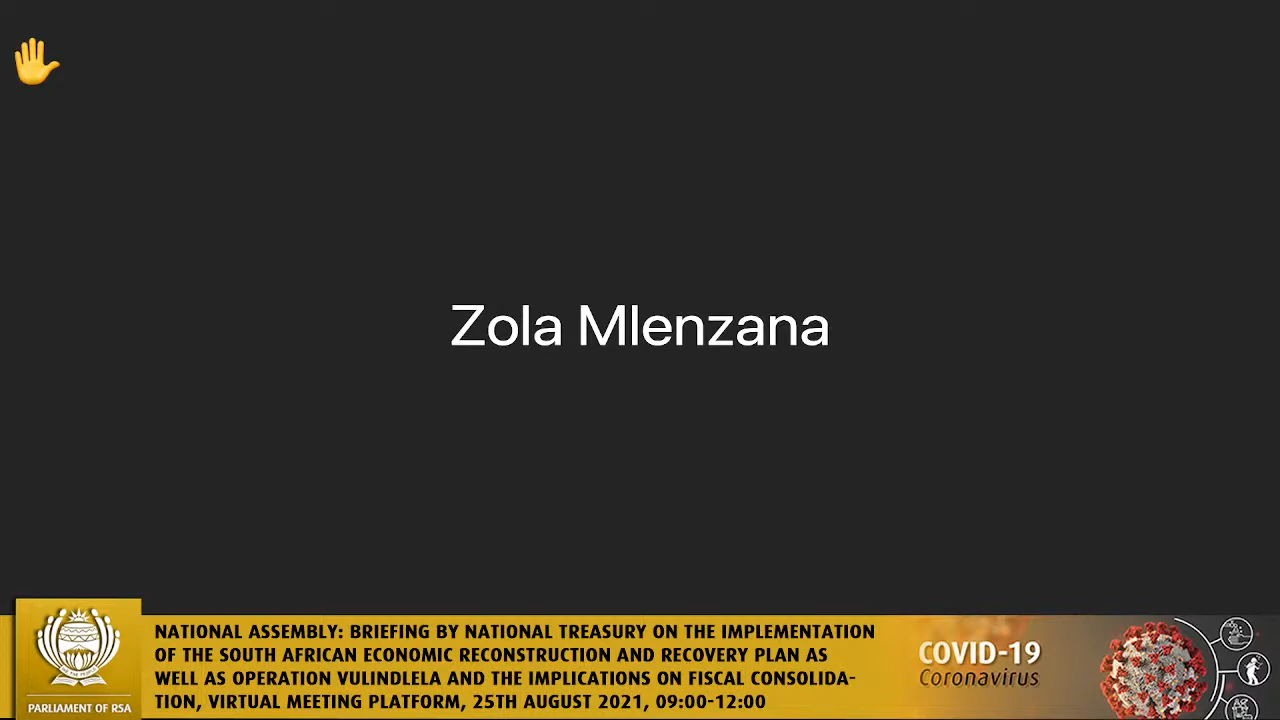 Zola Mlenzana
NATIONAL ASSEMBLY: BRIEFING BY NATIONAL TREASURY ON THE IMPLEMENTATION
OF THE SOUTH AFRICAN ECONOMIC RECONSTRUCTION AND RECOVERY PLAN AS
WELL AS OPERATION VULINDLELA AND THE IMPLICATIONS ON FISCAL CONSOLIDA-
TION, VIRTUAL MEETING PLATFORM, 25TH AUGUST 2021, 09:00-12:00
PARLIAMENT OF RSA
COVID-19
Coronavirus